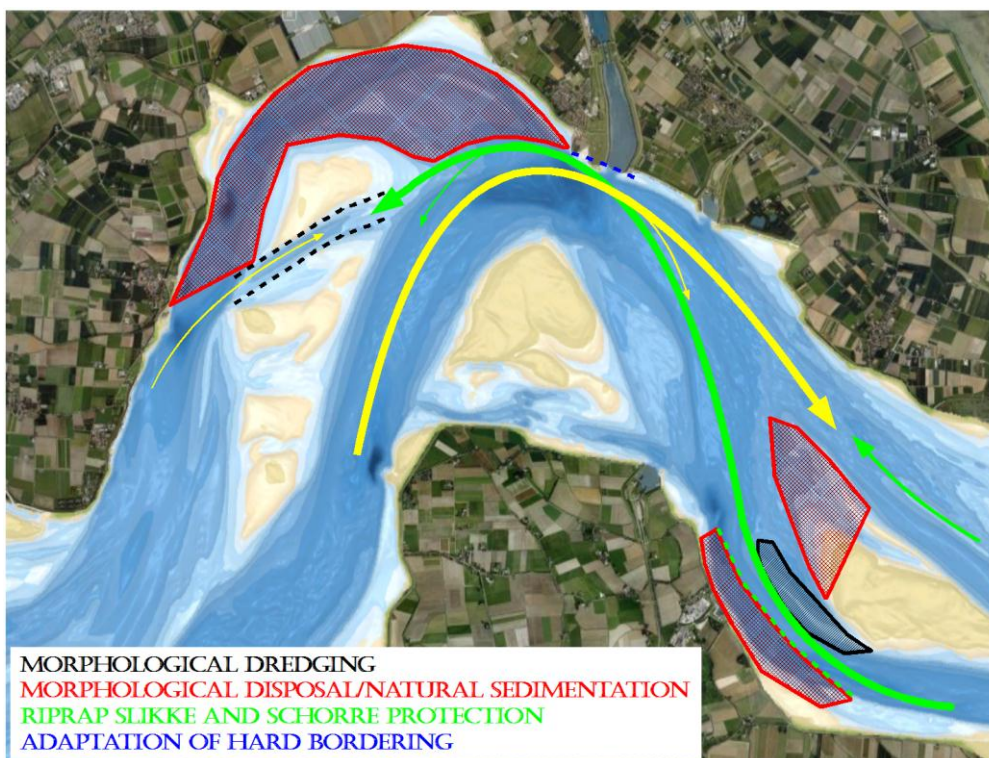 MORPHOLOGICAL DREDGING
MORPHOLOGICAL DISPOSAL/NATURAL SEDIMENTATION
RIPRAP SLIKKE AND SCHORRE PROTECTION
ADAPTATION OF HARD BORDERING